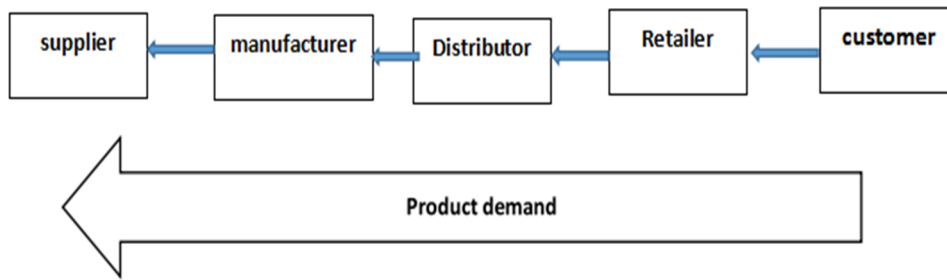 supplier
manufacturer
Distributor
Retailer
customer
Product demand